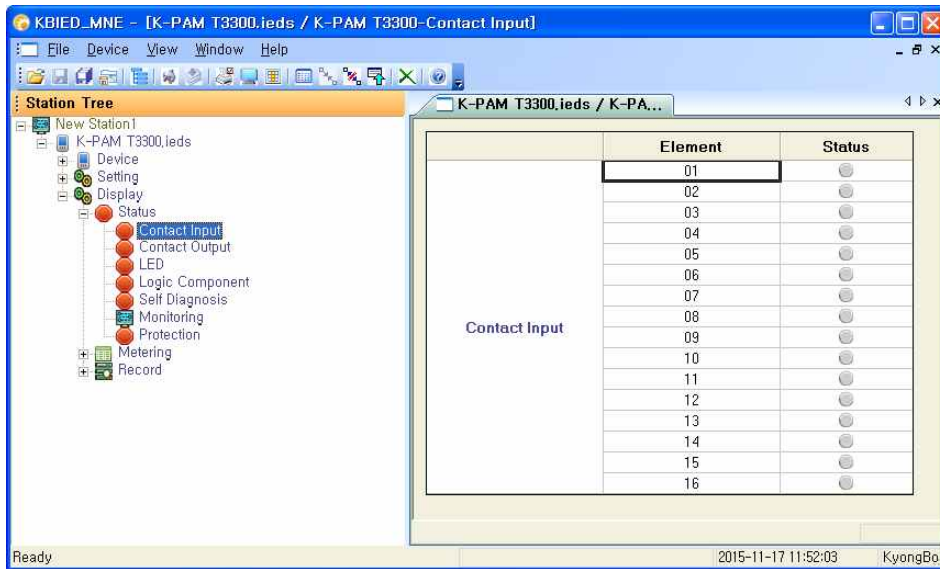 KBIED_MNE - [K-PAM T3300.ieds / K-PAM T3300-Contact Input]
File Device View Window Help
Station Tree
K-PAM T3300.ieds / K-PA...
New Station1
K-PAM T3300.ieds
Device
Setting
Display
Status
Contact Input
Contact Output
LED
Logic Component
Self Diagnosis
Monitoring
Protection
Metering
Record
Element Status
Contact Input
01
02
03
04
05
06
07
08
09
10
11
12
13
14
15
16
Ready
2015-11-17 11:52:03
KyongBo